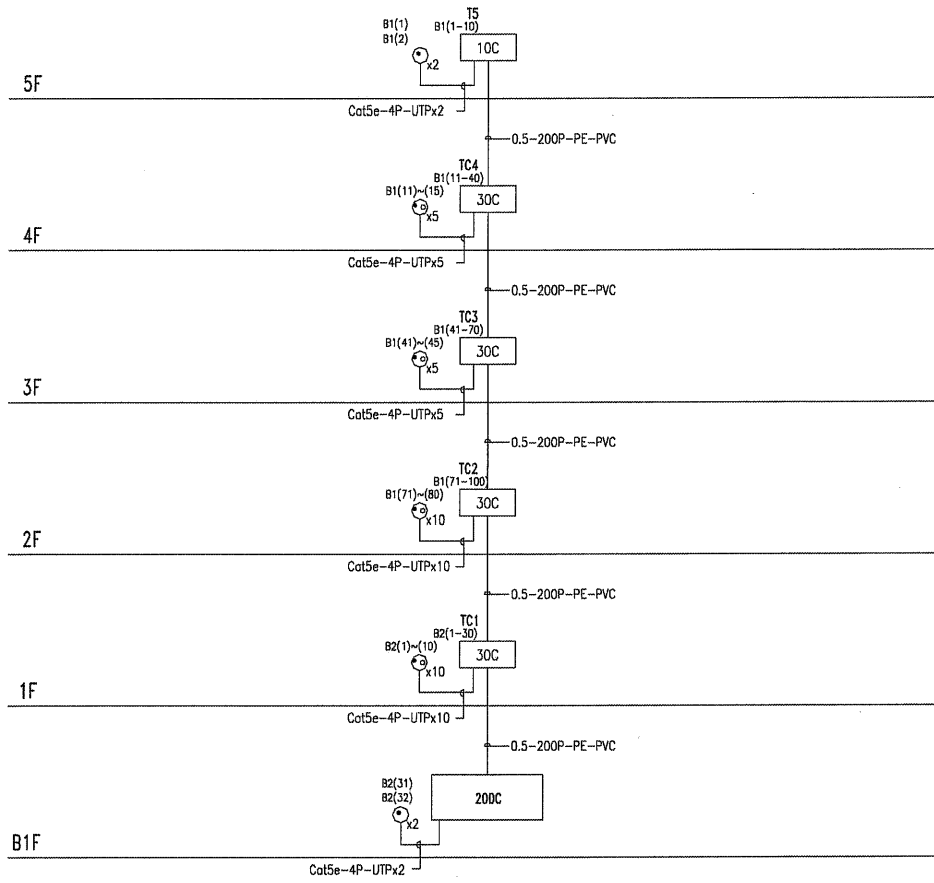 T5
B1(1)
B1(1-10)
B1(2)
10C
x2
5F
Cat5e-4P-UTPx2
0.5-200P-PE-PVC
TC4
B1(11-40)
B1(11)~(15)
30C
x5
4F
Cat5e-4P-UTPx5
0.5-200P-PE-PVC
TC3
B1(41-70)
B1(41)~(45)
30C
x5
3F
Cat5e-4P-UTPx5
0.5-200P-PE-PVC
TC2
B1(71-100)
B1(71)~(80)
30C
x10
2F
Cat5e-4P-UTPx10
0.5-200P-PE-PVC
TC1
B2(1-30)
B2(1)~(10)
30C
x10
1F
Cat5e-4P-UTPx10
0.5-200P-PE-PVC
B2(31)
B2(32)
200C
x2
B1F
Cat5e-4P-UTPx2